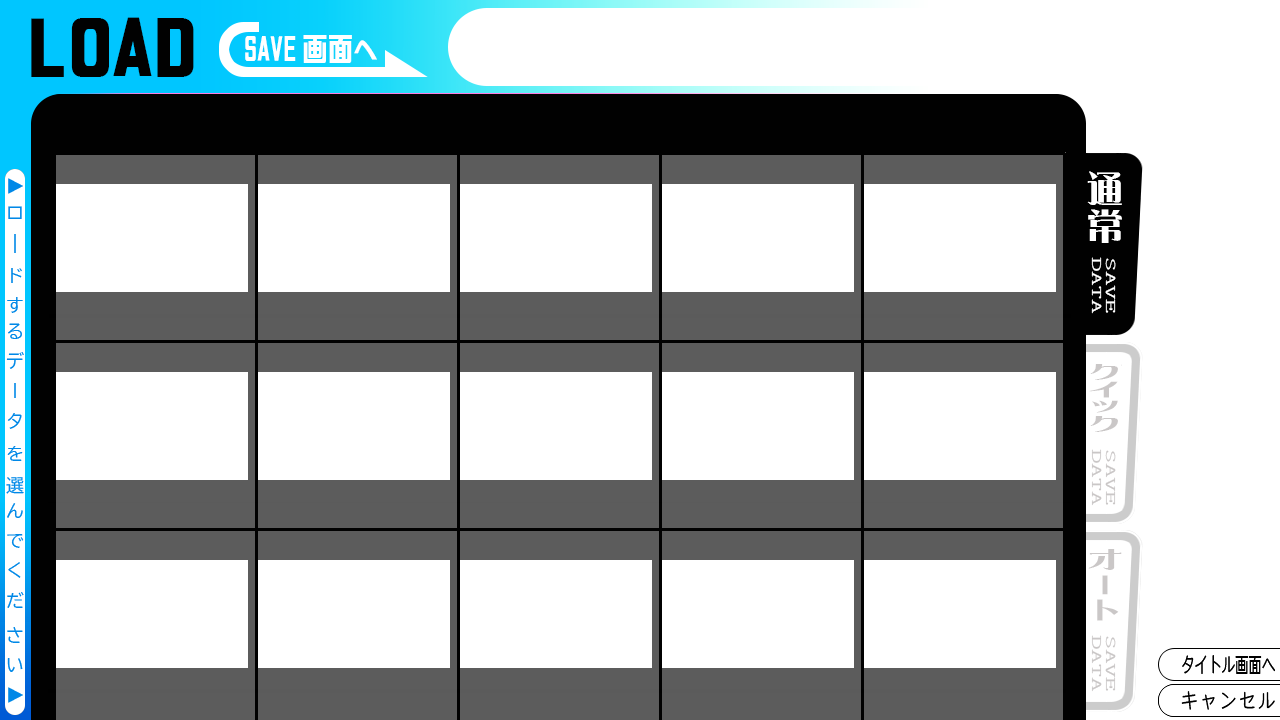 LOAD
SAVE 画面へ
▶ロードするデータを選んでください▶
通常
SAVE
DATA
クイック
SAVE
DATA
オート
SAVE
DATA
タイトル画面へ
キャンセル